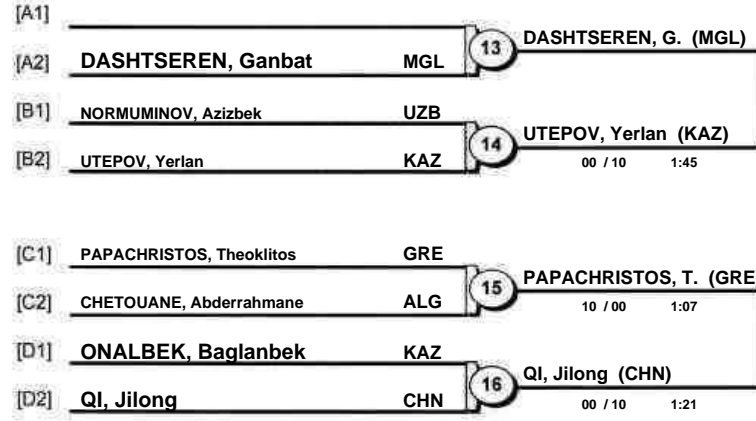 [A1]
[A2] DASHTSEREN, Ganbat MGL
13 DASHTSEREN, G. (MGL)
[B1] NORMUMINOV, Azizbek UZB
[B2] UTEPOV, Yerlan KAZ
14 UTEPOV, Yerlan (KAZ)
00 / 10 1:45
[C1] PAPACHRISTOS, Theoklitos GRE
[C2] CHETOUANE, Abderrahmane ALG
15 PAPACHRISTOS, T. (GRE
10 / 00 1:07
[D1] ONALBEK, Baglanbek KAZ
[D2] QI, Jilong CHN
16 QI, Jilong (CHN)
00 / 10 1:21